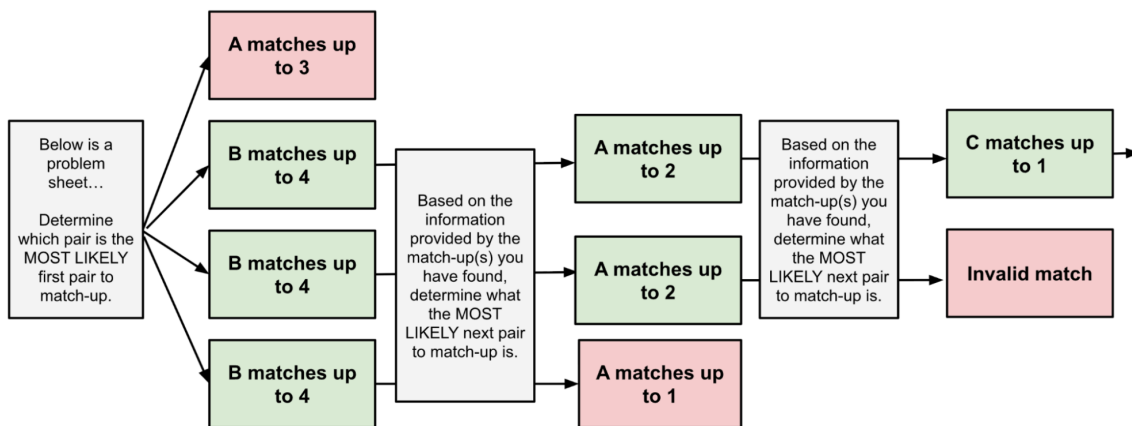 Below is a
problem
sheet…
Determine
which pair is the
MOST LIKELY
first pair to
match-up.
A matches up
to 3
B matches up
to 4
B matches up
to 4
B matches up
to 4
Based on the
information
provided by the
match-up(s) you
have found,
determine what
the MOST
LIKELY next pair
to match-up is.
A matches up
to 2
A matches up
to 2
A matches up
to 1
Based on the
information
provided by the
match-up(s) you
have found,
determine what
the MOST
LIKELY next pair
to match-up is.
C matches up
to 1
Invalid match